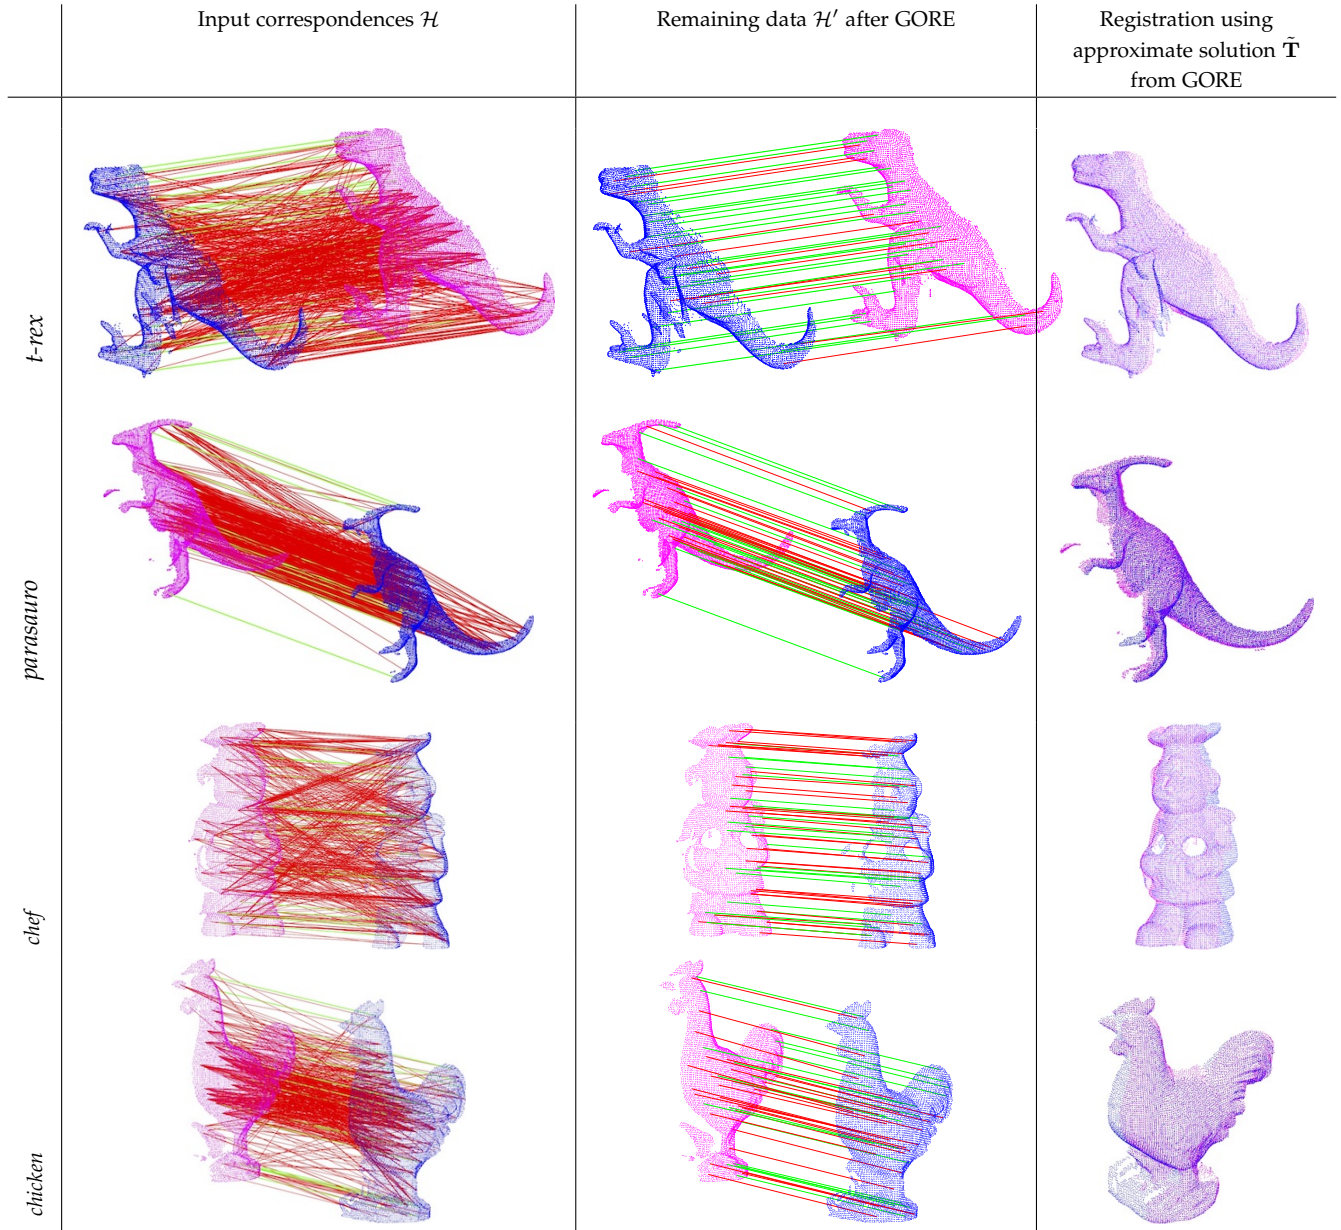 Input correspondences ℋ
Remaining data ℋ′ after GORE
Registration using
approximate solution T̃
from GORE
t-rex
parasauro
chef
chicken